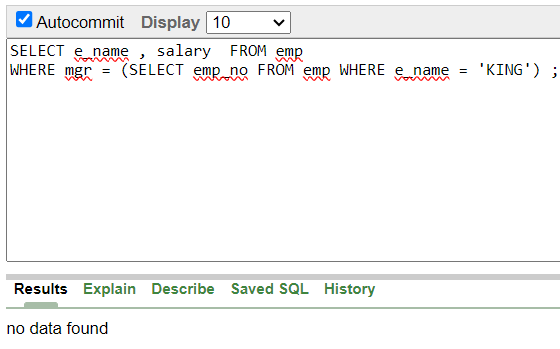 Autocommit Display 10
SELECT e_name , salary  FROM emp
WHERE mgr = (SELECT emp_no FROM emp WHERE e_name = 'KING') ;
Results Explain Describe Saved SQL History
no data found